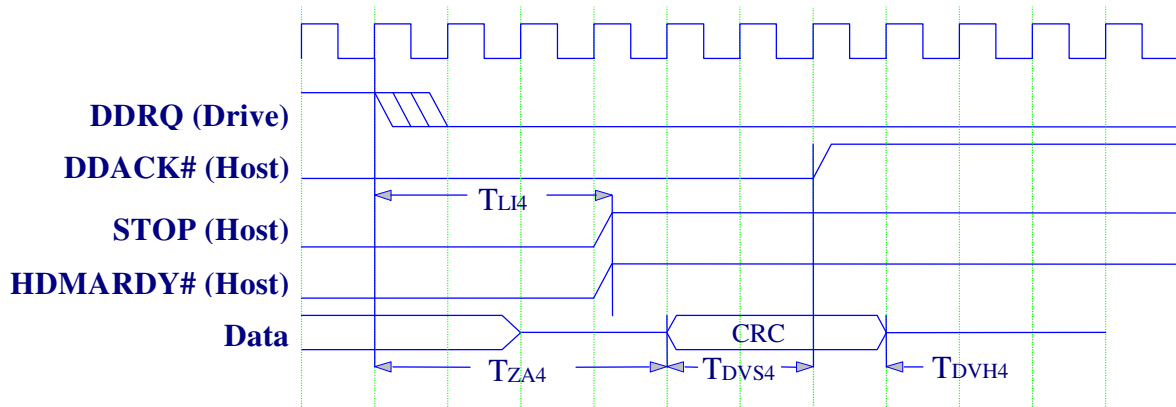 DDRQ (Drive)
DDACK# (Host)
TLI4
STOP (Host)
HDMARDY# (Host)
Data
CRC
TZA4
TDVS4
TDVH4